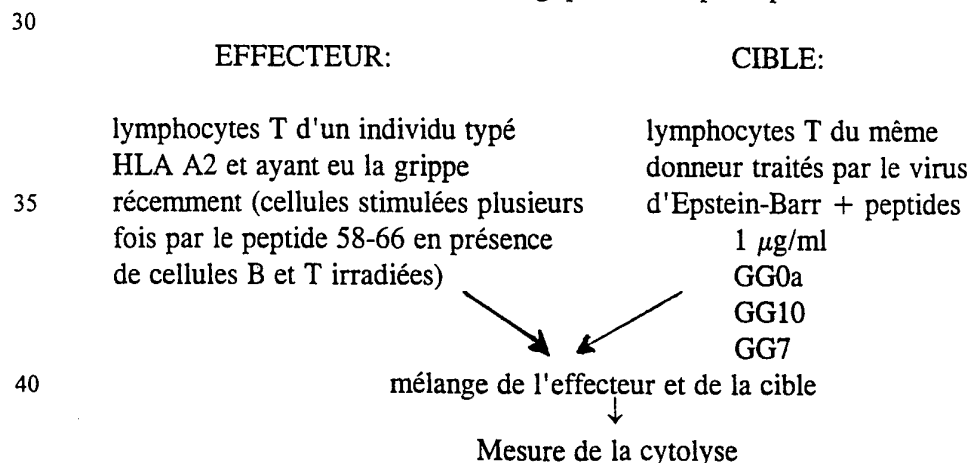 30
EFFECTEUR: CIBLE:
lymphocytes T d'un individu typé lymphocytes T du même
HLA A2 et ayant eu la grippe donneur traités par le virus
35 récemment (cellules stimulées plusieurs d'Epstein-Barr + peptides
fois par le peptide 58-66 en présence 1 µg/ml
de cellules B et T irradiées) GG0a
GG10
GG7
40 mélange de l'effecteur et de la cible
↓
Mesure de la cytolyse